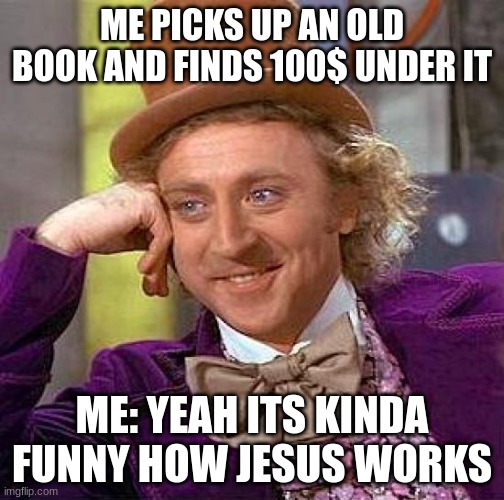 ME PICKS UP AN OLD
BOOK AND FINDS 100$ UNDER IT
ME: YEAH ITS KINDA
FUNNY HOW JESUS WORKS
imgflip.com